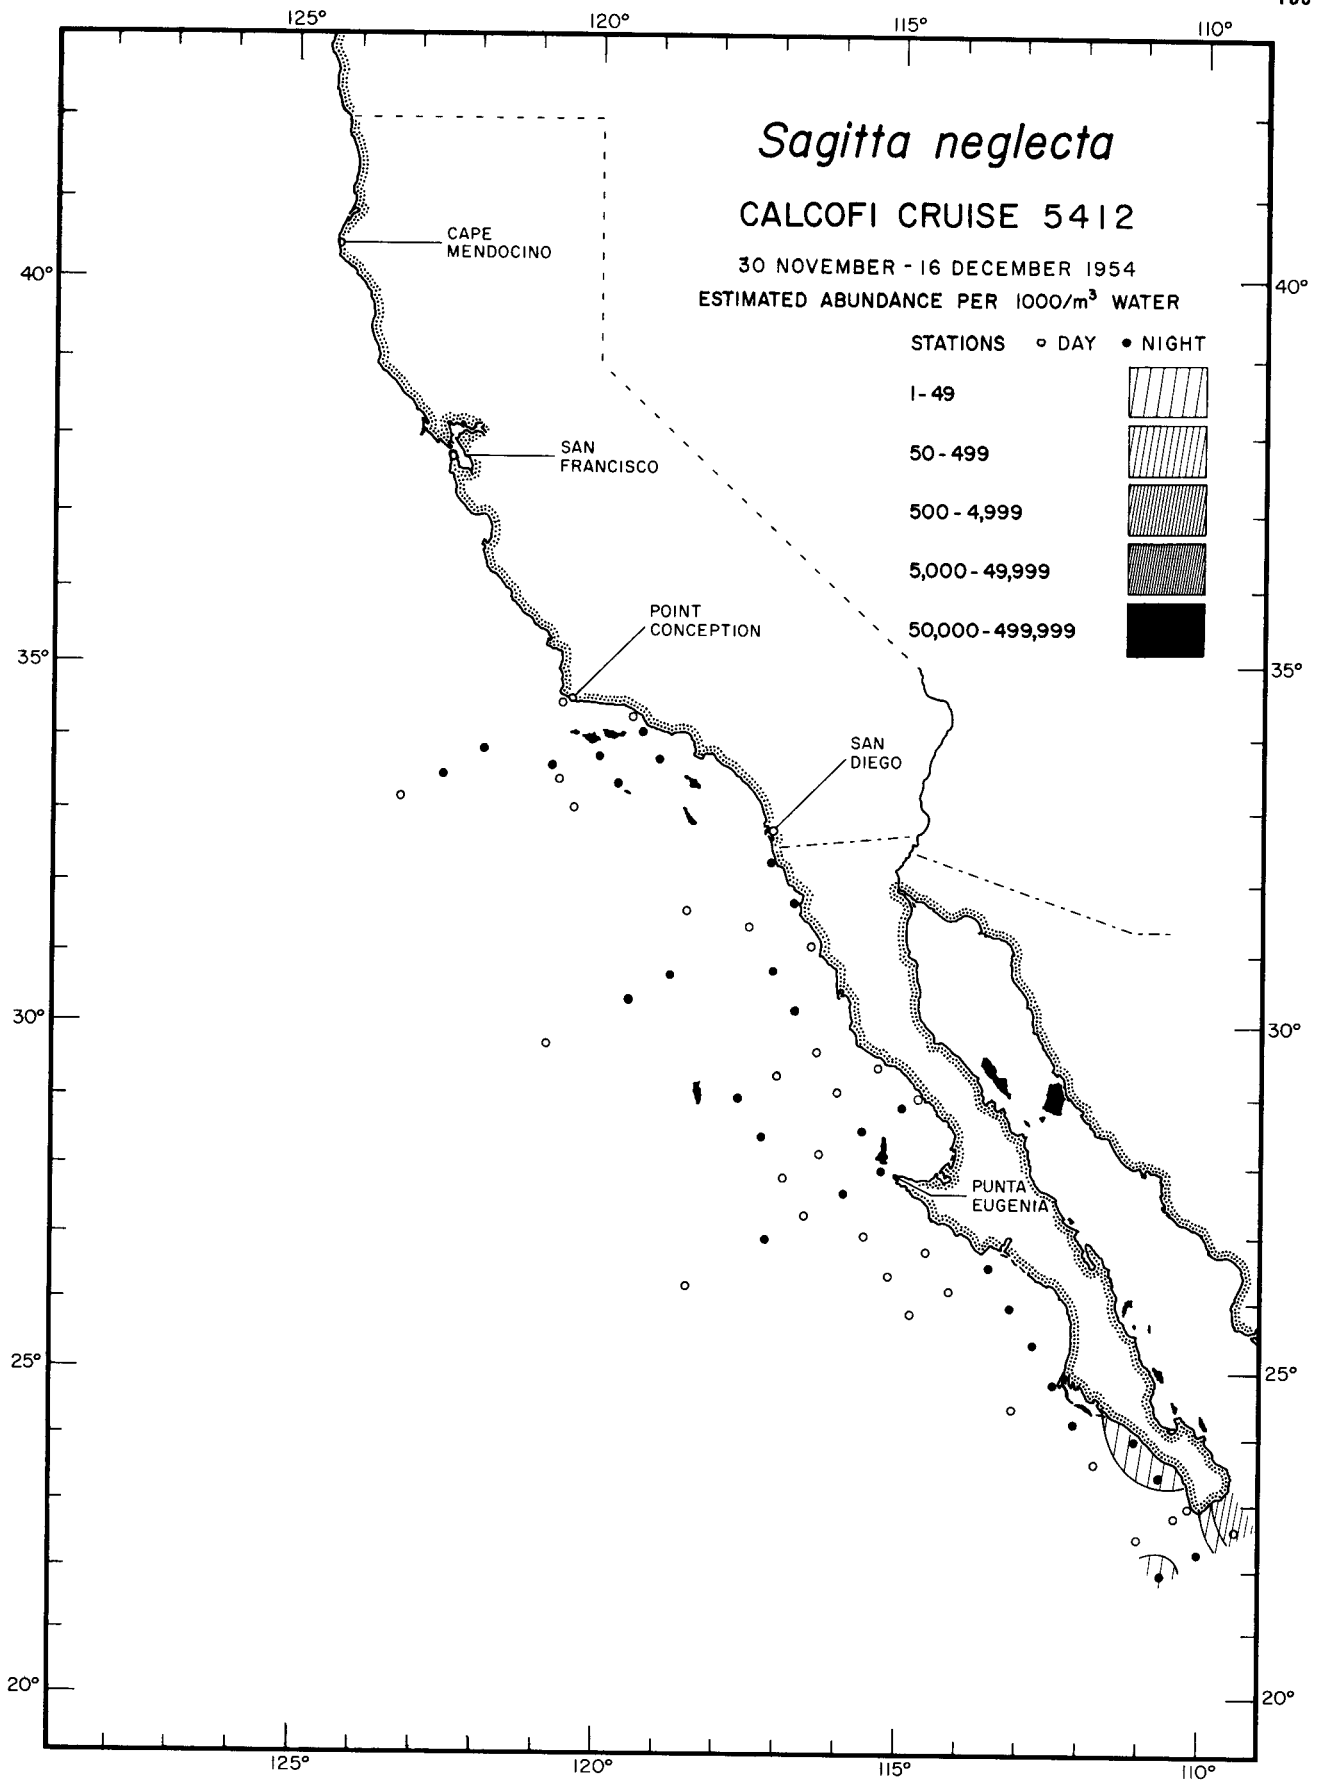 125° 120° 115° 110°
Sagitta neglecta
CALCOFI CRUISE 5412
30 NOVEMBER - 16 DECEMBER 1954
ESTIMATED ABUNDANCE PER 1000/m³ WATER
STATIONS ○ DAY ● NIGHT
1-49
50-499
500-4,999
5,000-49,999
50,000-499,999
CAPE
MENDOCINO
40° 40°
SAN
FRANCISCO
POINT
CONCEPTION
35° 35°
SAN
DIEGO
30° 30°
PUNTA
EUGENIA
25° 25°
20° 20°
125° 120° 115° 110°